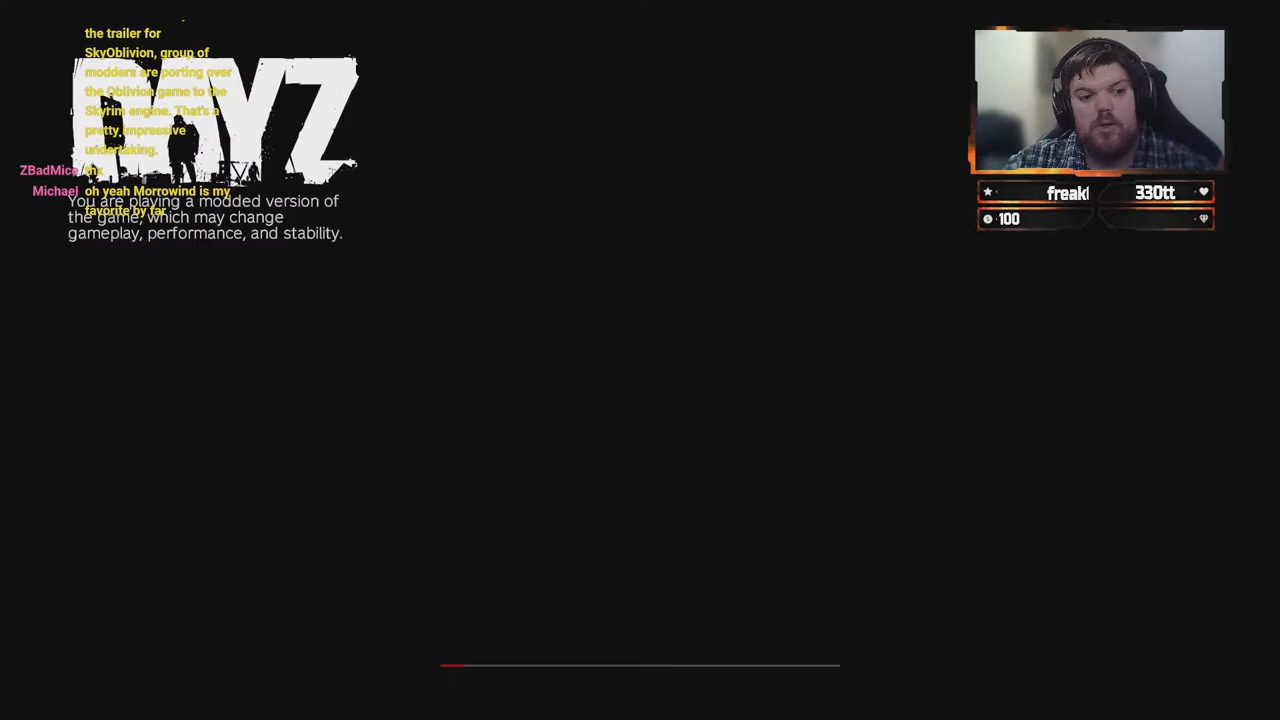 the trailer for
SkyOblivion, group of
modders are porting over
the Oblivion game to the
Skyrim engine. That's a
pretty impressive
undertaking.
ZBadMice thx
Michael oh yeah Morrowind is my
favorite by far
DAYZ
You are playing a modded version of
the game, which may change
gameplay, performance, and stability.
freak
330tt
100